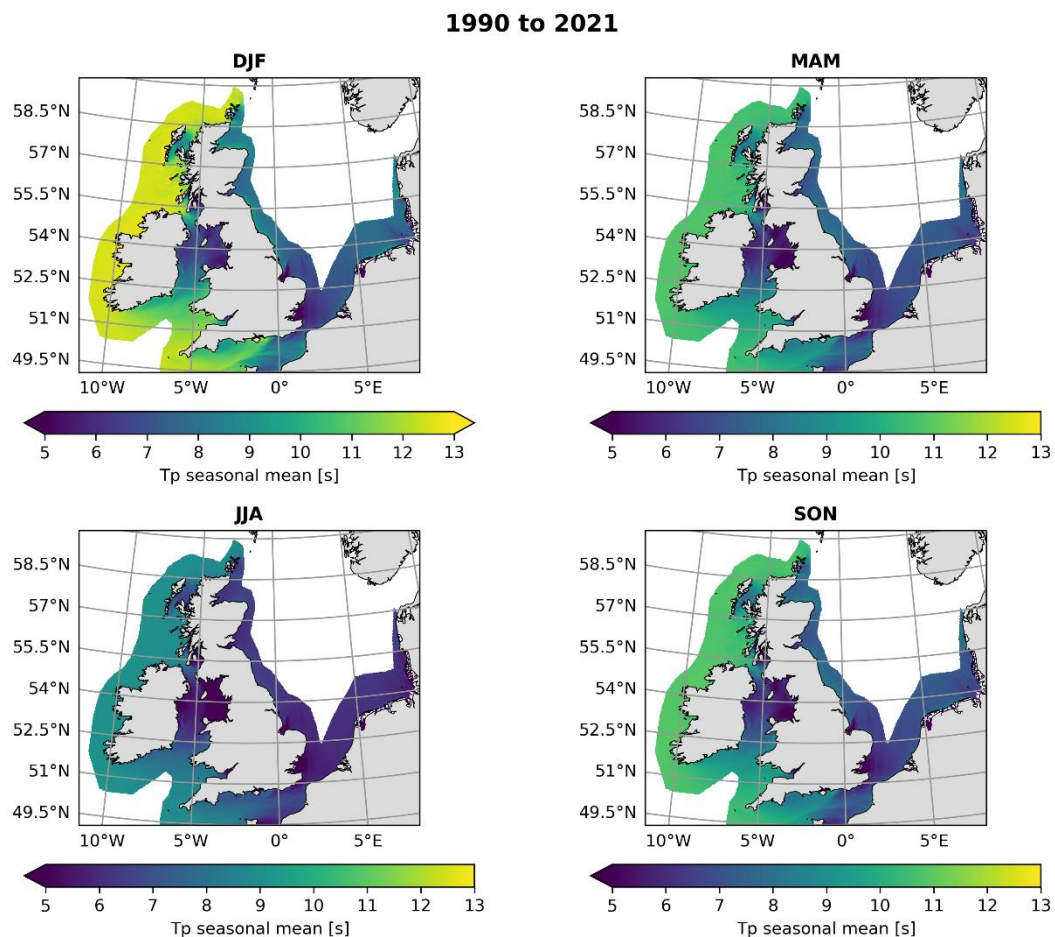 1990 to 2021
DJF
58.5°N
57°N
55.5°N
54°N
52.5°N
51°N
49.5°N
10°W 5°W 0° 5°E
5 6 7 8 9 10 11 12 13
Tp seasonal mean [s]
MAM
58.5°N
57°N
55.5°N
54°N
52.5°N
51°N
49.5°N
10°W 5°W 0° 5°E
5 6 7 8 9 10 11 12 13
Tp seasonal mean [s]
JJA
58.5°N
57°N
55.5°N
54°N
52.5°N
51°N
49.5°N
10°W 5°W 0° 5°E
5 6 7 8 9 10 11 12 13
Tp seasonal mean [s]
SON
58.5°N
57°N
55.5°N
54°N
52.5°N
51°N
49.5°N
10°W 5°W 0° 5°E
5 6 7 8 9 10 11 12 13
Tp seasonal mean [s]